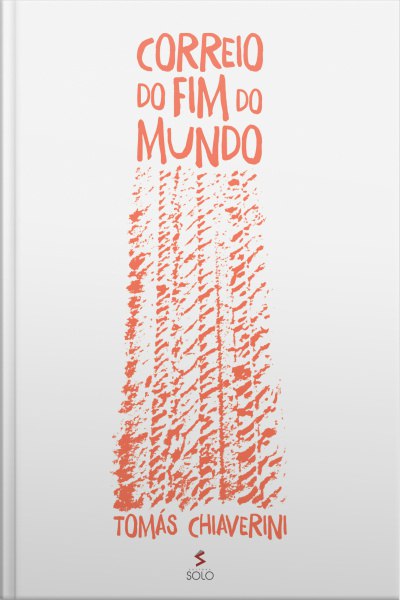 CORREIO
DO FIM DO
MUNDO
TOMÁS CHIAVERINI
SOLO